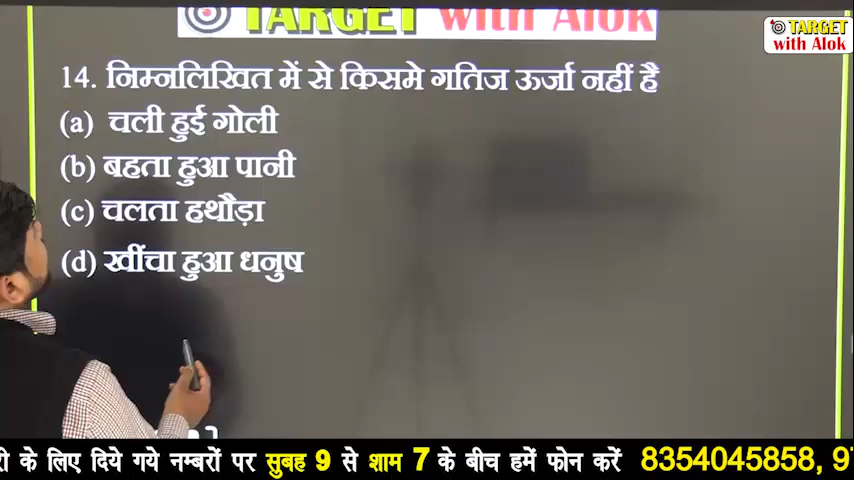 TARGET with Alok
TARGET
with Alok
14. निम्नलिखित में से किसमे गतिज ऊर्जा नहीं है
(a) चली हुई गोली
(b) बहता हुआ पानी
(c) चलता हथौड़ा
(d) खींचा हुआ धनुष
के लिए दिये गये नम्बरों पर सुबह 9 से शाम 7 के बीच हमें फोन करें 8354045858, 9